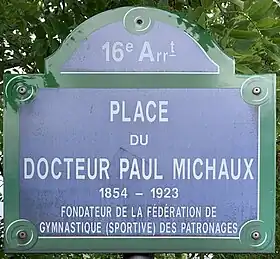 16e Arrt
PLACE
DU
DOCTEUR PAUL MICHAUX
1854 – 1923
FONDATEUR DE LA FÉDÉRATION DE
GYMNASTIQUE (SPORTIVE) DES PATRONAGES